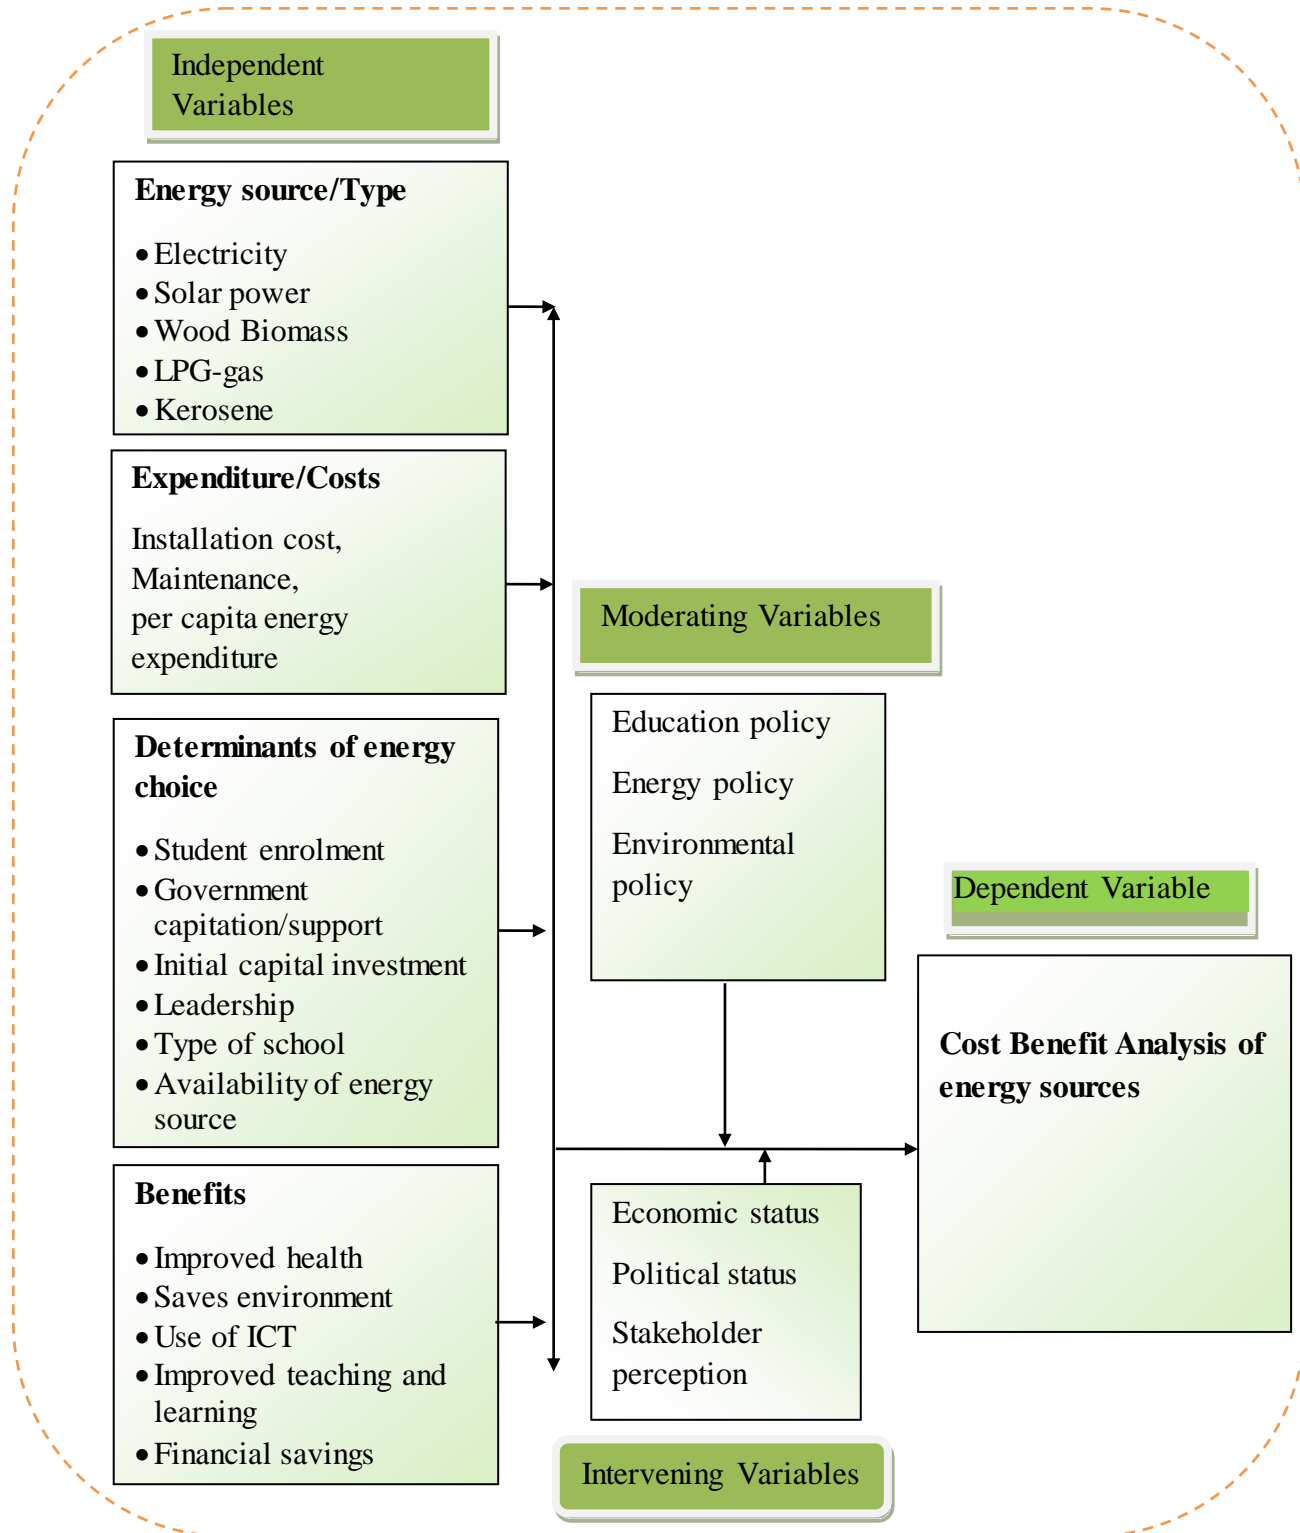 Independent
Variables
Energy source/Type
• Electricity
• Solar power
• Wood Biomass
• LPG-gas
• Kerosene
Expenditure/Costs
Installation cost,
Maintenance,
per capita energy
expenditure
Determinants of energy
choice
• Student enrolment
• Government
capitation/support
• Initial capital investment
• Leadership
• Type of school
• Availability of energy
source
Benefits
• Improved health
• Saves environment
• Use of ICT
• Improved teaching and
learning
• Financial savings
Moderating Variables
Education policy
Energy policy
Environmental
policy
Economic status
Political status
Stakeholder
perception
Intervening Variables
Dependent Variable
Cost Benefit Analysis of
energy sources